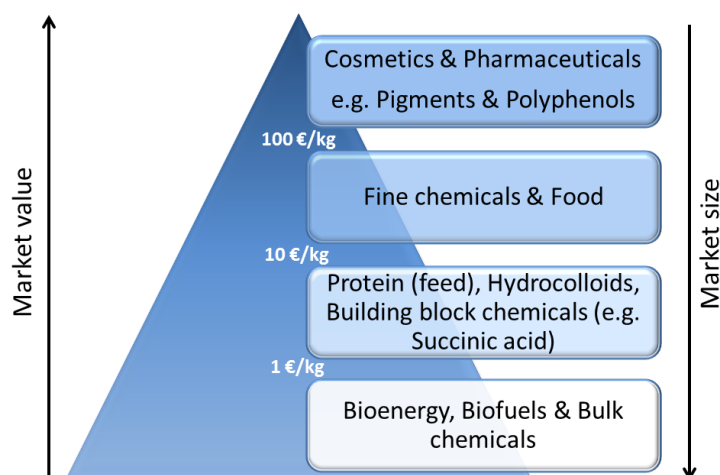 Market value
Cosmetics & Pharmaceuticals
e.g. Pigments & Polyphenols
100 €/kg
Fine chemicals & Food
10 €/kg
Protein (feed), Hydrocolloids,
Building block chemicals (e.g.
Succinic acid)
1 €/kg
Bioenergy, Biofuels & Bulk
chemicals
Market size